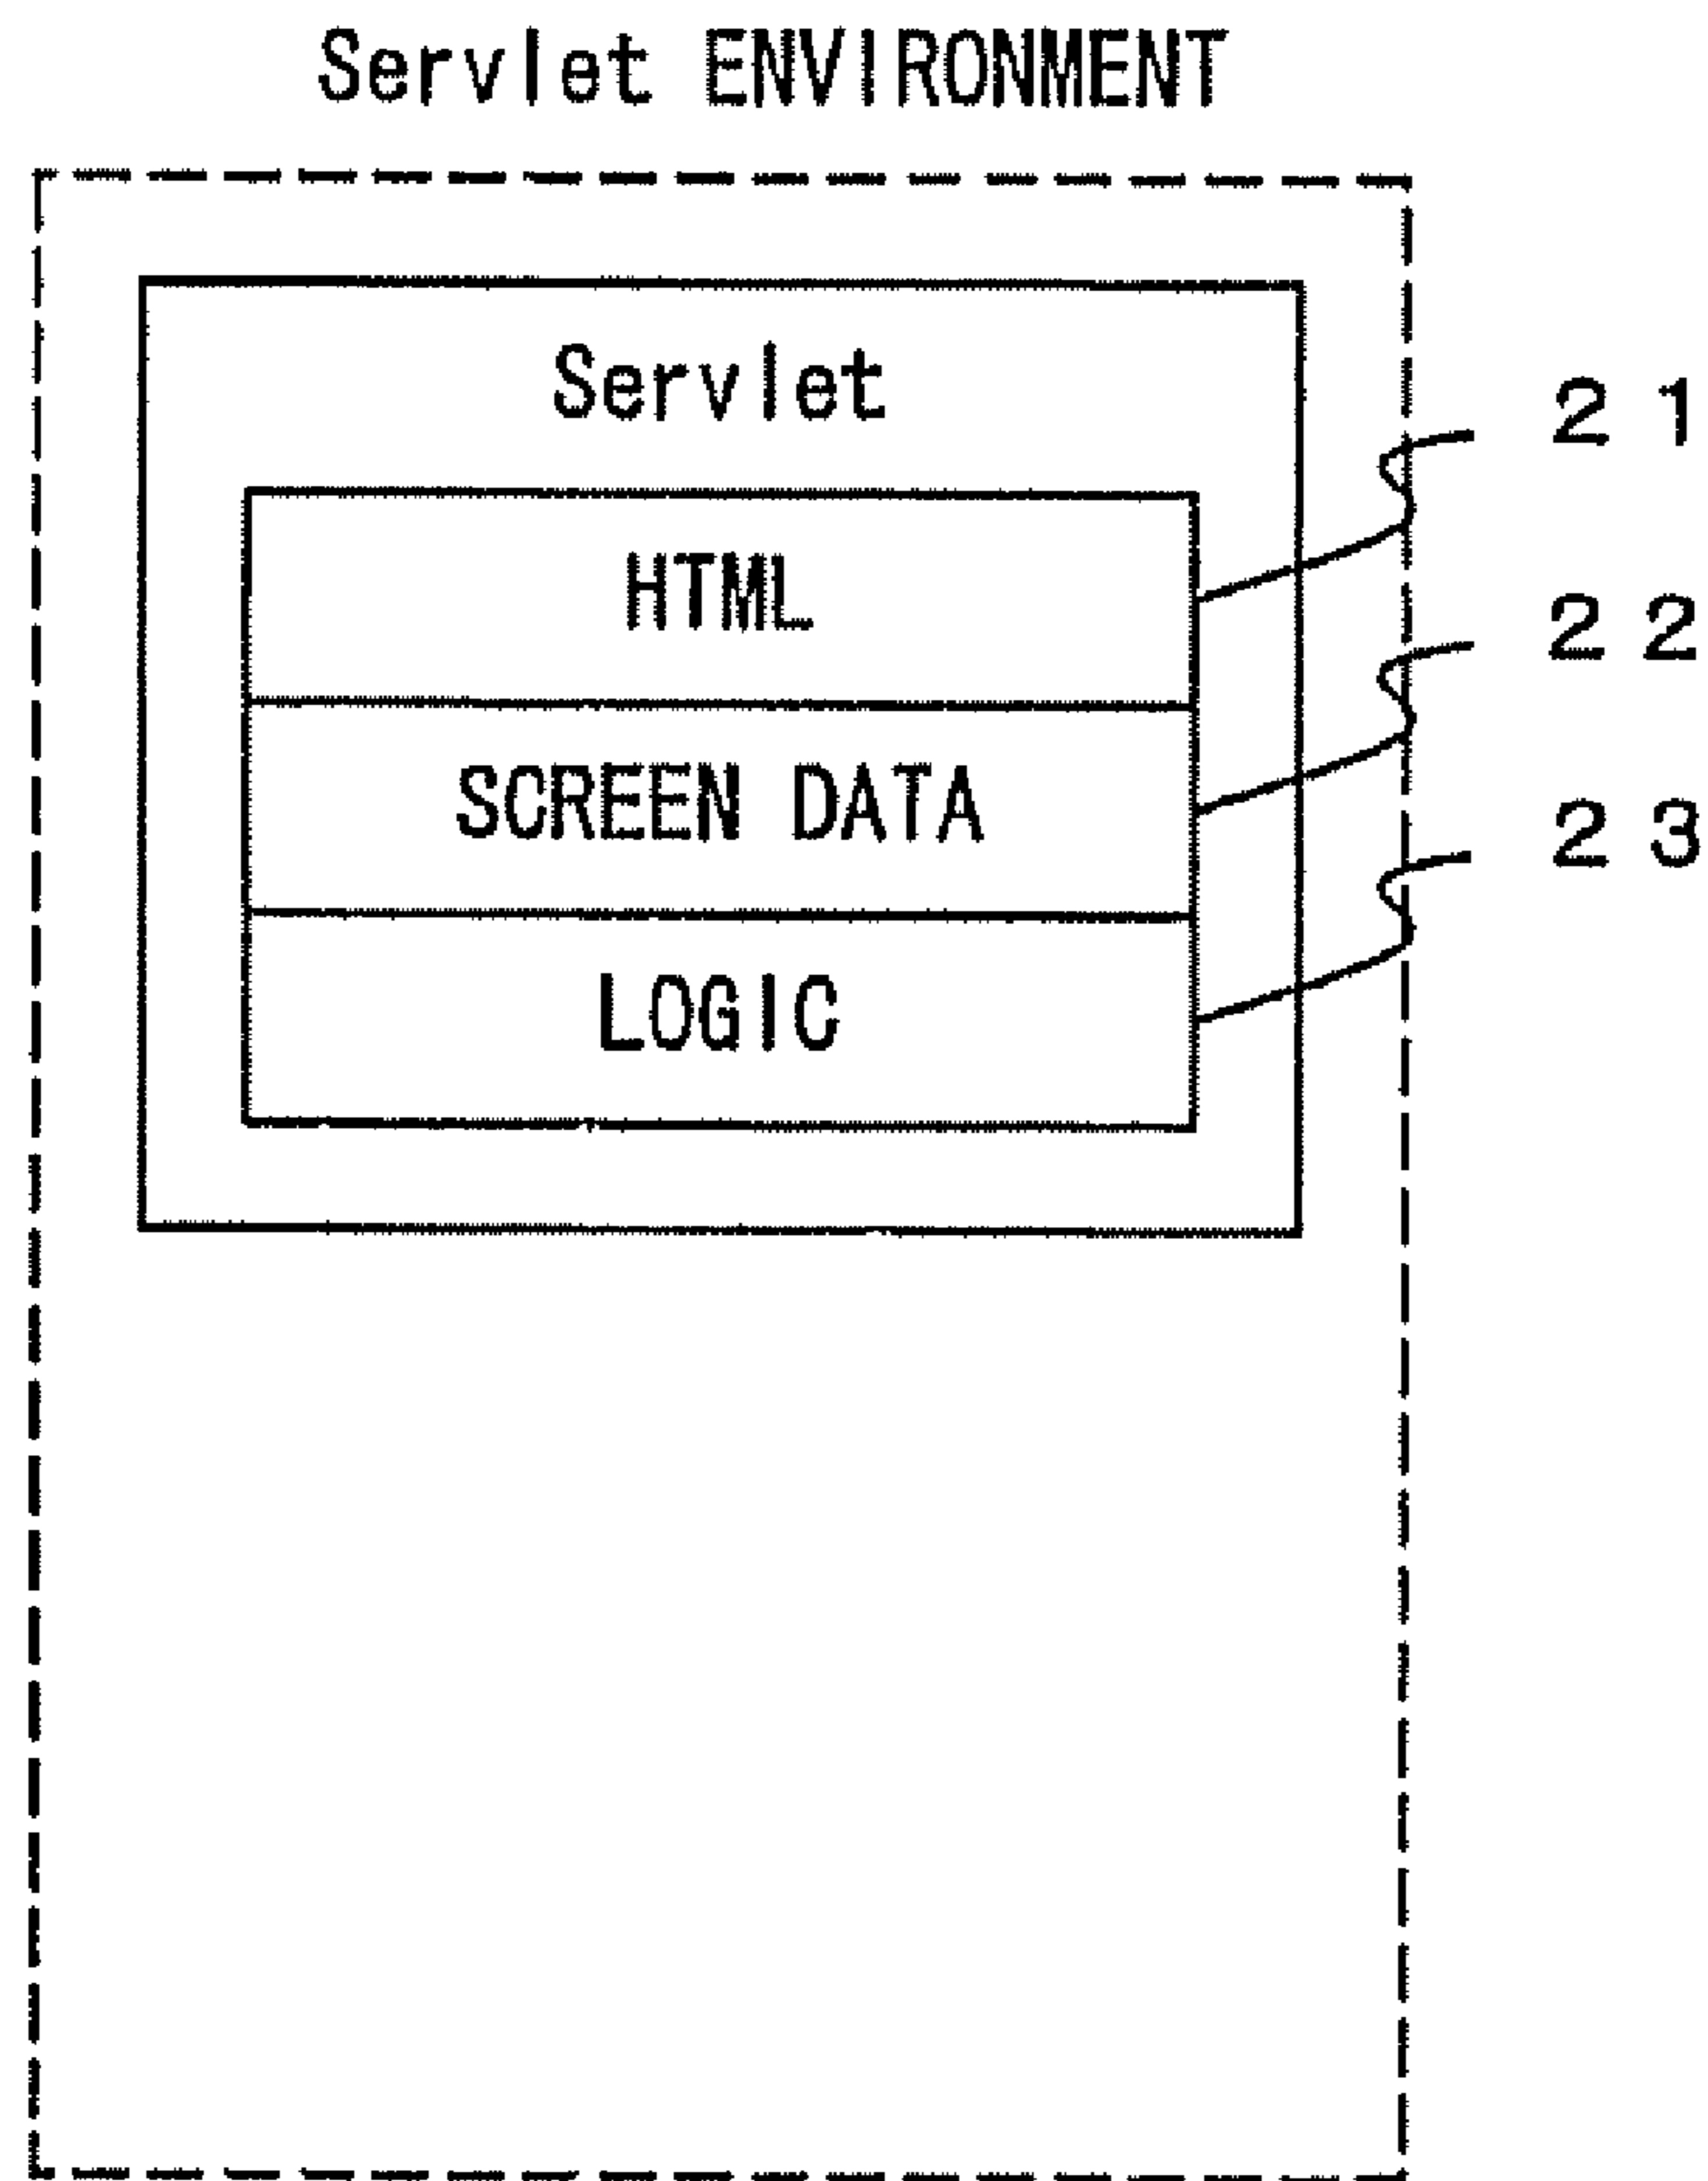 Servlet ENVIRONMENT
Servlet
21
HTML
22
SCREEN DATA
23
LOGIC